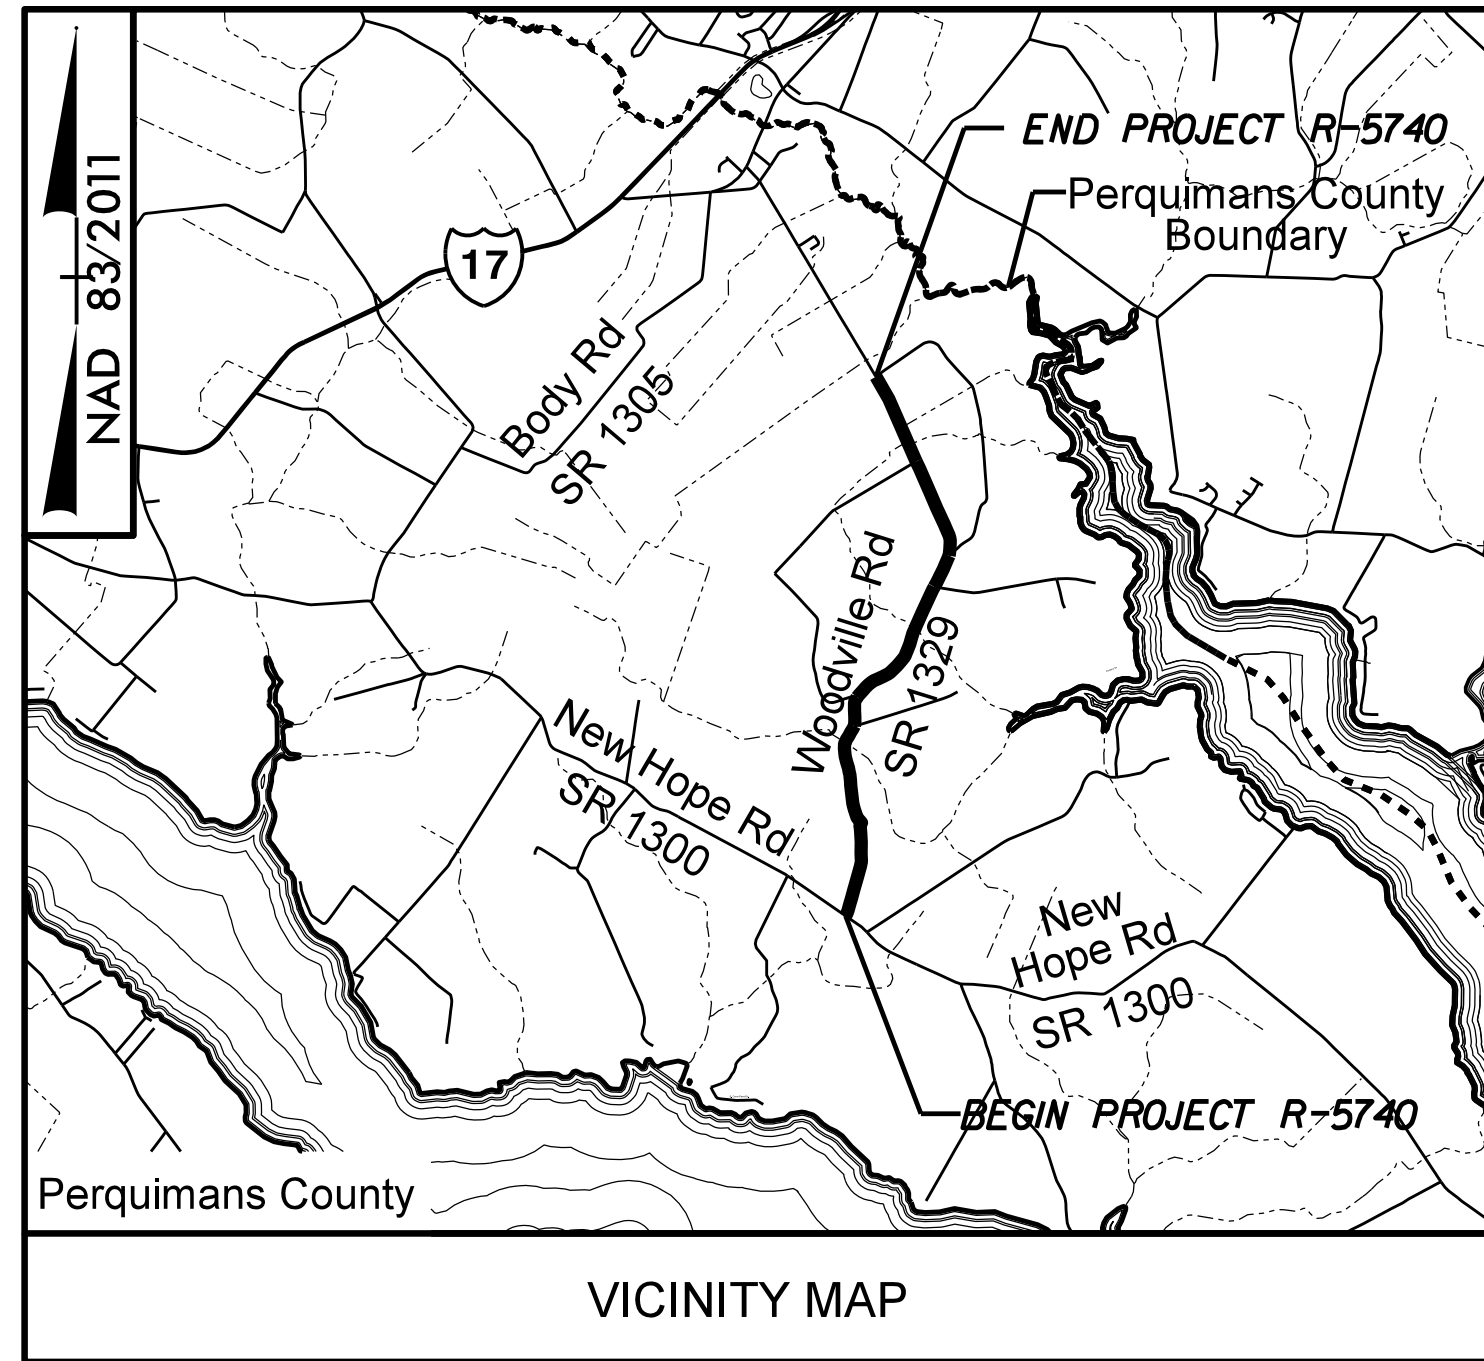 NAD 83/2011
END PROJECT R-5740
Perquimans County
Boundary
17
Body Rd
SR 1305
Woodville Rd
SR 1329
New Hope Rd
SR 1300
New
Hope Rd
SR 1300
BEGIN PROJECT R-5740
Perquimans County
VICINITY MAP